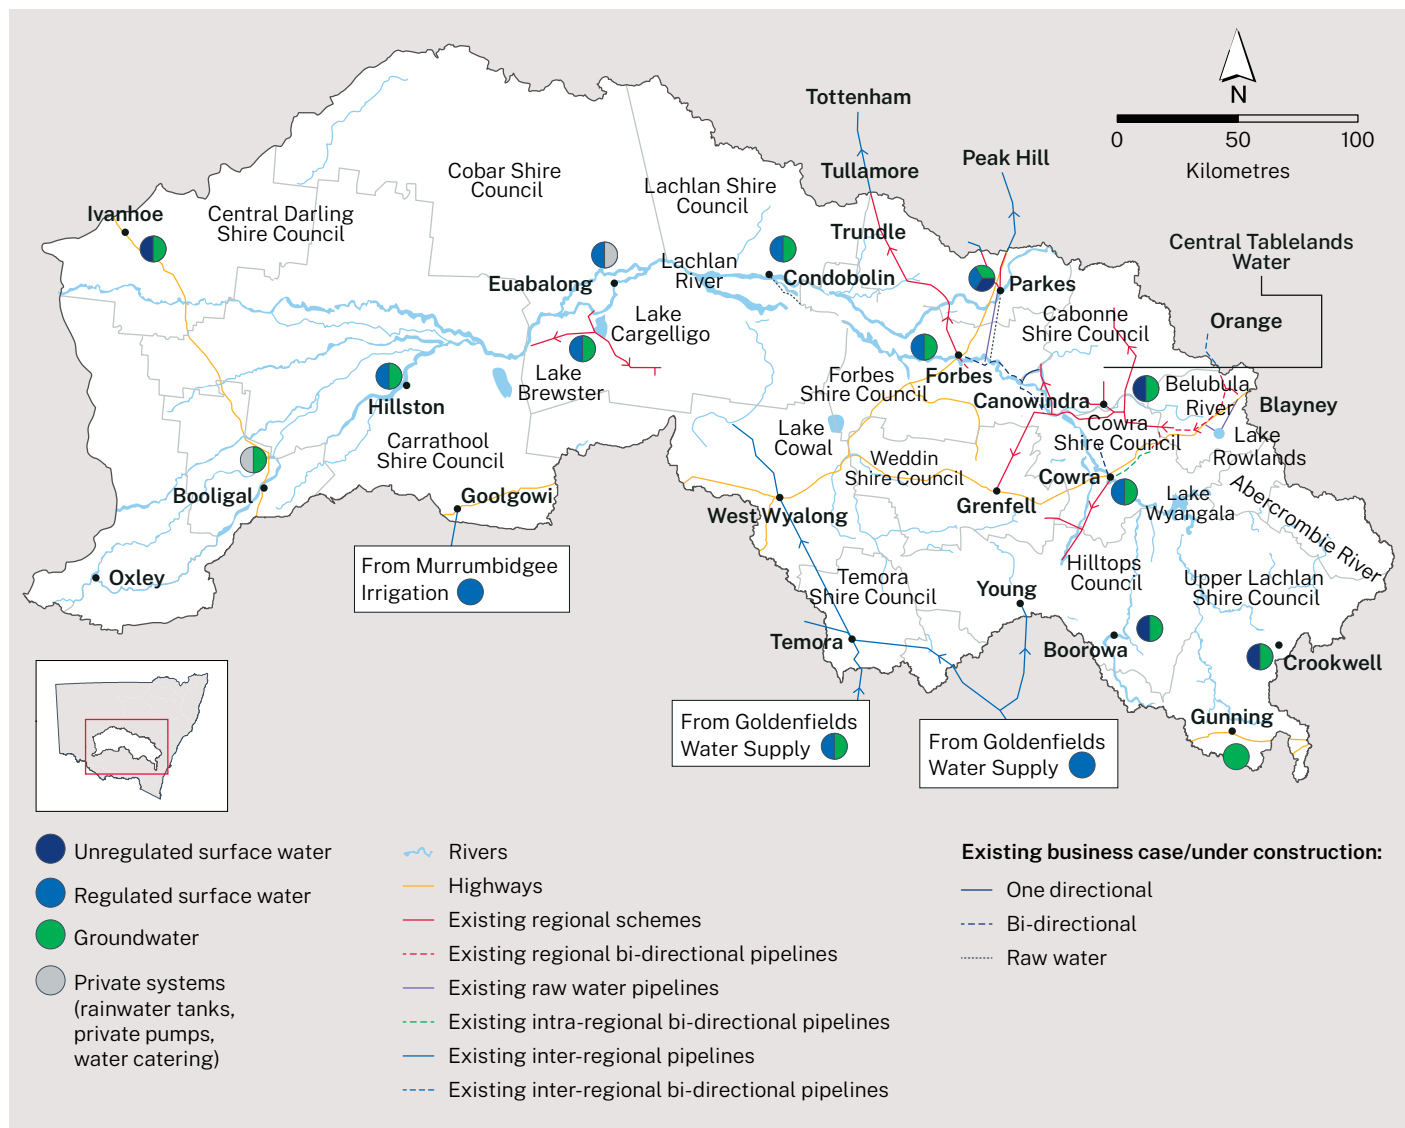 Tottenham
N
0 50 100
Kilometres
Peak Hill
Tullamore
Cobar Shire
Council
Lachlan Shire
Council
Ivanhoe
Central Darling
Shire Council
Trundle
Central Tablelands
Water
Lachlan
River
Condobolin
Euabalong
Parkes
Lake
Cargelligo
Cabonne
Shire Council
Orange
Lake
Brewster
Forbes
Shire Council
Forbes
Canowindra
Belubula
River
Blayney
Hillston
Carrathool
Shire Council
Lake
Cowal
Cowra
Shire Council
Lake
Rowlands
Weddin
Shire Council
Cowra
Booligal
Goolgowi
West Wyalong
Grenfell
Lake
Wyangala
Abercrombie River
From Murrumbidgee
Irrigation
Oxley
Temora
Shire Council
Hilltops
Council
Upper Lachlan
Shire Council
Young
Temora
Boorowa
Crookwell
Gunning
From Goldenfields
Water Supply
From Goldenfields
Water Supply
Unregulated surface water
Regulated surface water
Groundwater
Private systems
(rainwater tanks,
private pumps,
water catering)
Rivers
Highways
Existing regional schemes
Existing regional bi-directional pipelines
Existing raw water pipelines
Existing intra-regional bi-directional pipelines
Existing inter-regional pipelines
Existing inter-regional bi-directional pipelines
Existing business case/under construction:
One directional
Bi-directional
Raw water